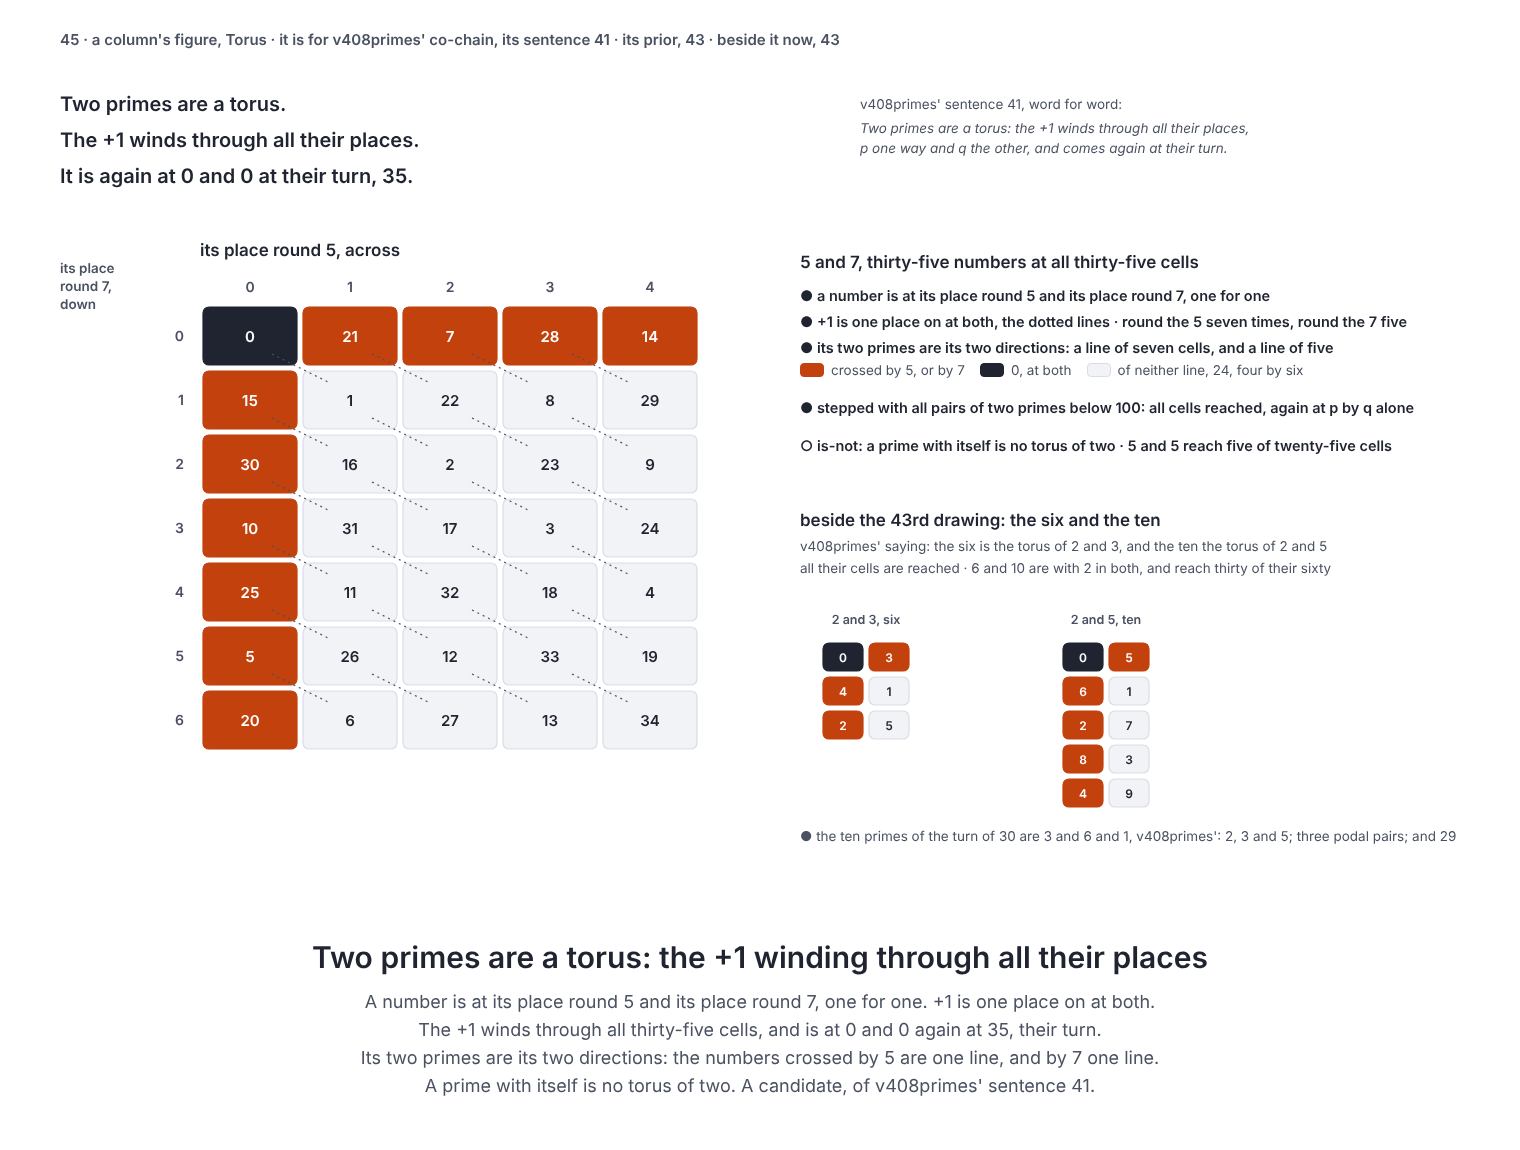 45 · a column's figure, Torus · it is for v408primes' co-chain, its sentence 41 · its prior, 43 · beside it now, 43
Two primes are a torus.
The +1 winds through all their places.
It is again at 0 and 0 at their turn, 35.
v408primes' sentence 41, word for word:
Two primes are a torus: the +1 winds through all their places,
p one way and q the other, and comes again at their turn.
its place round 5, across
its place
round 7,
down
0 1 2 3 4
0 0 21 7 28 14
1 15 1 22 8 29
2 30 16 2 23 9
3 10 31 17 3 24
4 25 11 32 18 4
5 5 26 12 33 19
6 20 6 27 13 34
5 and 7, thirty-five numbers at all thirty-five cells
● a number is at its place round 5 and its place round 7, one for one
● +1 is one place on at both, the dotted lines · round the 5 seven times, round the 7 five
● its two primes are its two directions: a line of seven cells, and a line of five
crossed by 5, or by 7 0, at both of neither line, 24, four by six
● stepped with all pairs of two primes below 100: all cells reached, again at p by q alone
○ is-not: a prime with itself is no torus of two · 5 and 5 reach five of twenty-five cells
beside the 43rd drawing: the six and the ten
v408primes' saying: the six is the torus of 2 and 3, and the ten the torus of 2 and 5
all their cells are reached · 6 and 10 are with 2 in both, and reach thirty of their sixty
2 and 3, six
0 3
4 1
2 5
2 and 5, ten
0 5
6 1
2 7
8 3
4 9
● the ten primes of the turn of 30 are 3 and 6 and 1, v408primes': 2, 3 and 5; three podal pairs; and 29
Two primes are a torus: the +1 winding through all their places
A number is at its place round 5 and its place round 7, one for one. +1 is one place on at both.
The +1 winds through all thirty-five cells, and is at 0 and 0 again at 35, their turn.
Its two primes are its two directions: the numbers crossed by 5 are one line, and by 7 one line.
A prime with itself is no torus of two. A candidate, of v408primes' sentence 41.